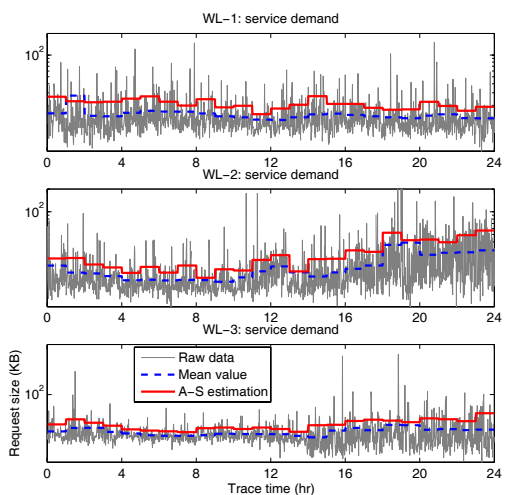 WL−1: service demand
10²
0 4 8 12 16 20 24
WL−2: service demand
10²
0 4 8 12 16 20 24
WL−3: service demand
Request size (KB)
10²
Raw data
Mean value
A−S estimation
0 4 8 12 16 20 24
Trace time (hr)